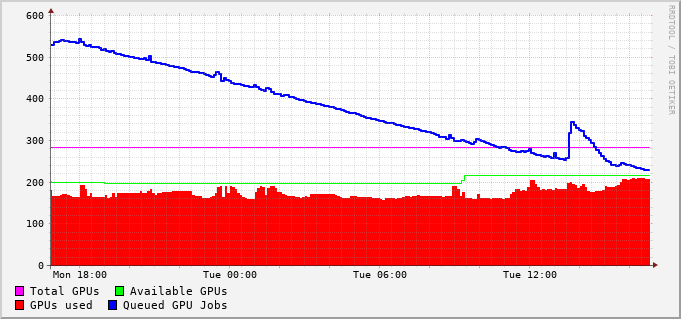 600
500
400
300
200
100
0
Mon 18:00 Tue 00:00 Tue 06:00 Tue 12:00
Total GPUs Available GPUs
GPUs used Queued GPU Jobs
RRDTOOL / TOBI OETIKER